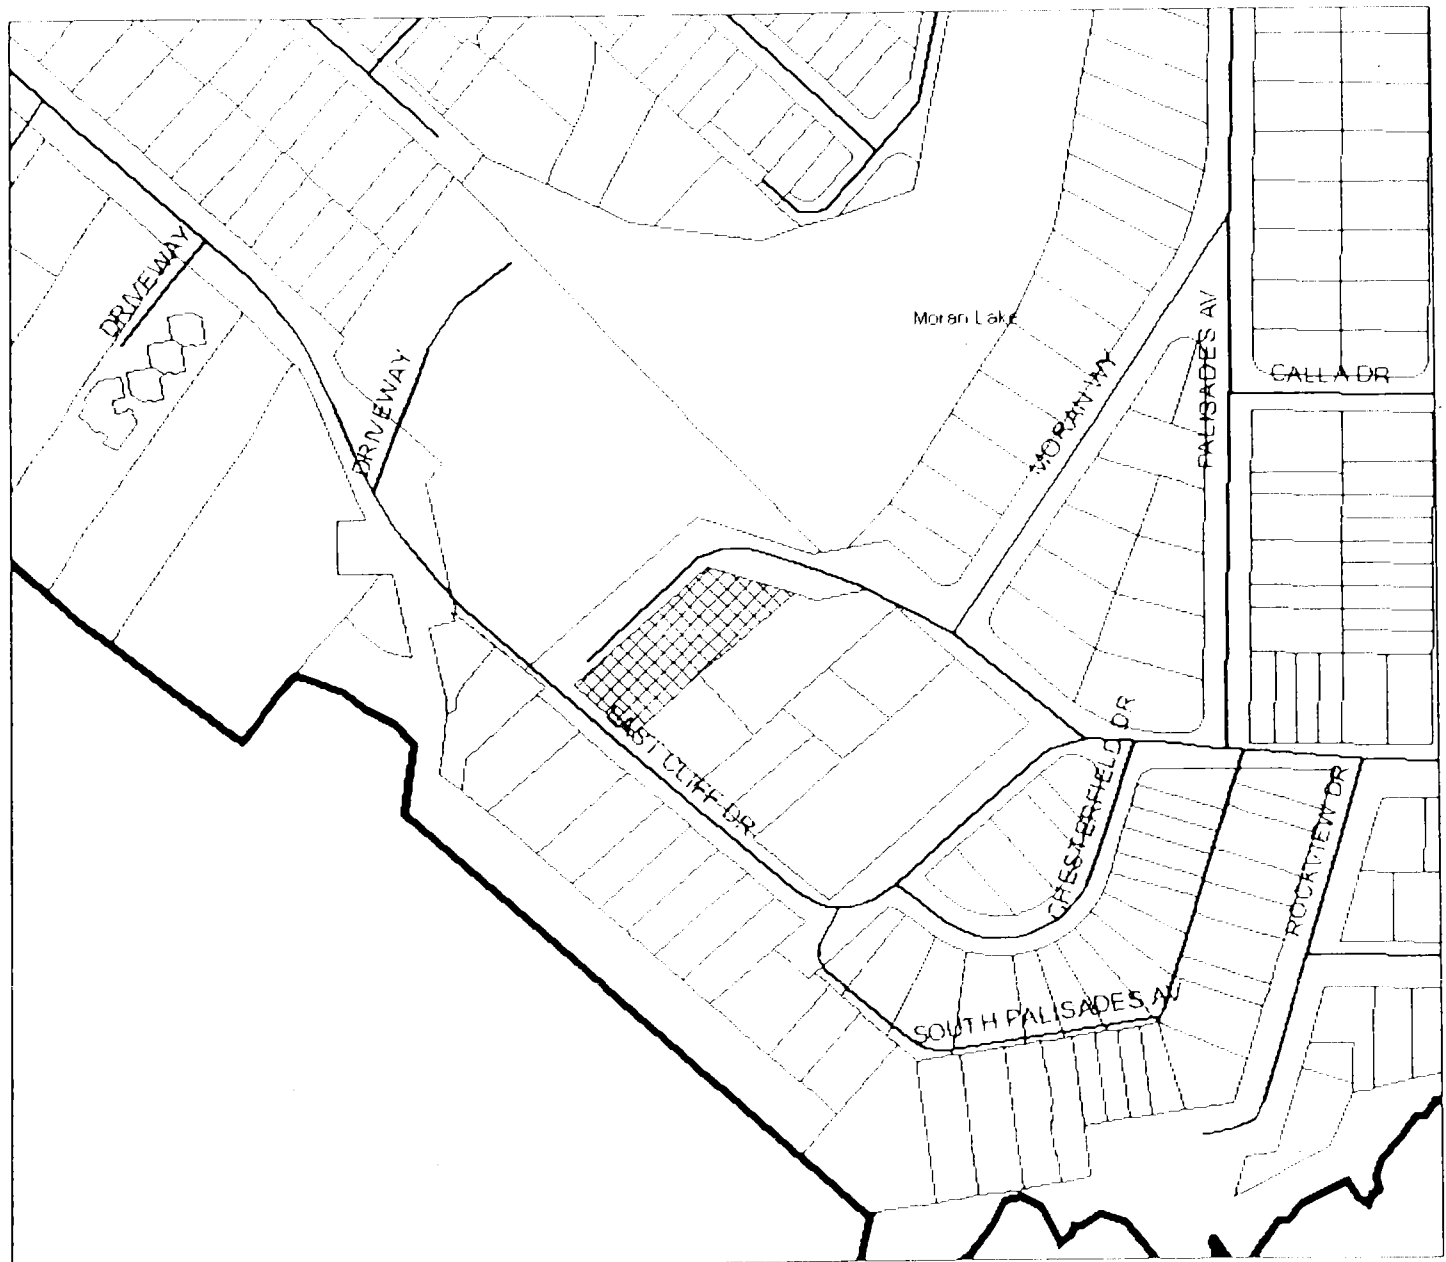 DRIVEWAY
DRIVEWAY
Moran Lake
MORAN WY
PALISADES AV
CALLA DR
EAST CLIFF DR
CHESTERFIELD DR
ROCKVIEW DR
SOUTH PALISADES AV